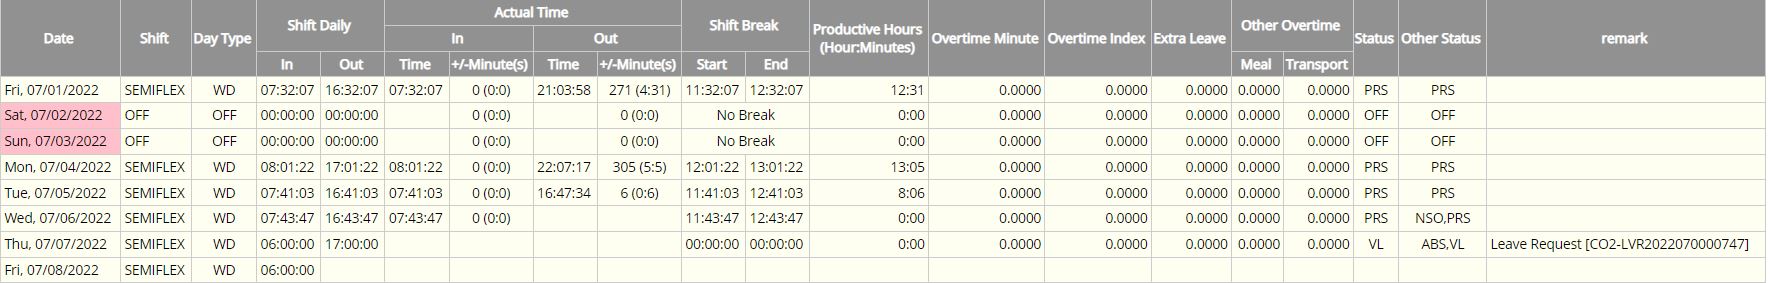 Date Shift Day Type Shift Daily Actual Time Shift Break Productive Hours (Hour:Minutes) Overtime Minute Overtime Index Extra Leave Other Overtime Status Other Status remark
In Out
In Out Time +/-Minute(s) Time +/-Minute(s) Start End Meal Transport
Fri, 07/01/2022 SEMIFLEX WD 07:32:07 16:32:07 07:32:07 0 (0:0) 21:03:58 271 (4:31) 11:32:07 12:32:07 12:31 0.0000 0.0000 0.0000 0.0000 0.0000 PRS PRS
Sat, 07/02/2022 OFF OFF 00:00:00 00:00:00 0 (0:0) 0 (0:0) No Break 0:00 0.0000 0.0000 0.0000 0.0000 0.0000 OFF OFF
Sun, 07/03/2022 OFF OFF 00:00:00 00:00:00 0 (0:0) 0 (0:0) No Break 0:00 0.0000 0.0000 0.0000 0.0000 0.0000 OFF OFF
Mon, 07/04/2022 SEMIFLEX WD 08:01:22 17:01:22 08:01:22 0 (0:0) 22:07:17 305 (5:5) 12:01:22 13:01:22 13:05 0.0000 0.0000 0.0000 0.0000 0.0000 PRS PRS
Tue, 07/05/2022 SEMIFLEX WD 07:41:03 16:41:03 07:41:03 0 (0:0) 16:47:34 6 (0:6) 11:41:03 12:41:03 8:06 0.0000 0.0000 0.0000 0.0000 0.0000 PRS PRS
Wed, 07/06/2022 SEMIFLEX WD 07:43:47 16:43:47 07:43:47 0 (0:0) 11:43:47 12:43:47 0:00 0.0000 0.0000 0.0000 0.0000 0.0000 PRS NSO,PRS
Thu, 07/07/2022 SEMIFLEX WD 06:00:00 17:00:00 00:00:00 00:00:00 0:00 0.0000 0.0000 0.0000 0.0000 0.0000 VL ABS,VL Leave Request [CO2-LVR2022070000747]
Fri, 07/08/2022 SEMIFLEX WD 06:00:00